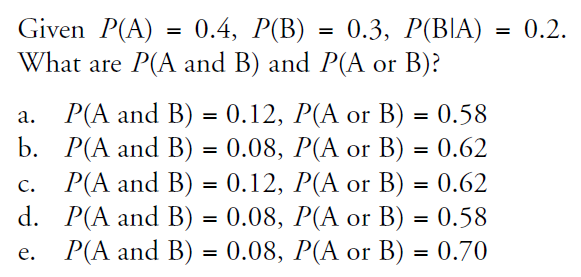 Given P(A) = 0.4, P(B) = 0.3, P(B|A) = 0.2.
What are P(A and B) and P(A or B)?
a. P(A and B) = 0.12, P(A or B) = 0.58
b. P(A and B) = 0.08, P(A or B) = 0.62
c. P(A and B) = 0.12, P(A or B) = 0.62
d. P(A and B) = 0.08, P(A or B) = 0.58
e. P(A and B) = 0.08, P(A or B) = 0.70